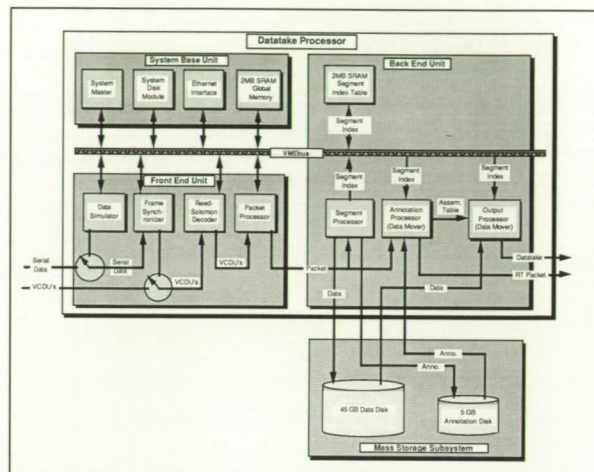 Datatake Processor
System Base Unit
System
Master
System
Disk
Module
Ethernet
Interface
2MB SRAM
Global
Memory
Back End Unit
2MB SRAM
Segment
Index Table
Segment
Index
VMEbus
Front End Unit
Data
Simulator
Frame
Synch-
ronizer
Reed-
Solomon
Decoder
Packet
Processor
Segment
Index
Segment
Index
Segment
Index
Segment
Processor
Annotation
Processor
(Data Mover)
Assem.
Table
Output
Processor
(Data Mover)
Serial
Data
Serial
Data
VCDU's
VCDU's
VCDU's
Packet
Datatake
RT Packet
Data
Data
Anno.
Anno.
45 GB Data Disk
5 GB
Annotation Disk
Mess Storage Subsystem